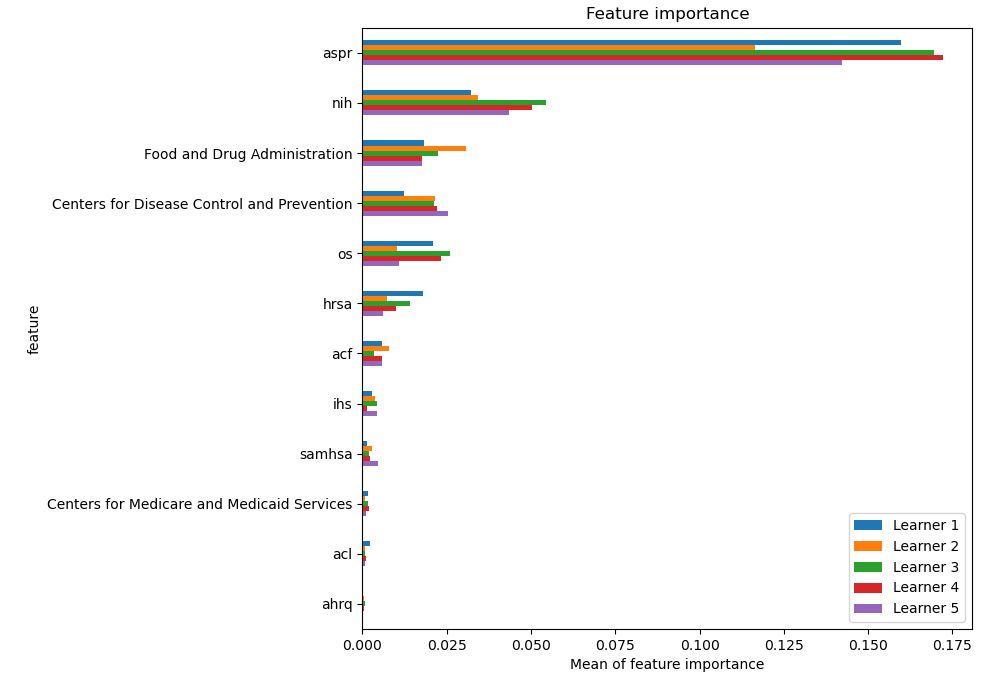 Feature importance
aspr
nih
Food and Drug Administration
Centers for Disease Control and Prevention
os
hrsa
acf
ihs
samhsa
Centers for Medicare and Medicaid Services
acl
ahrq
feature
Learner 1
Learner 2
Learner 3
Learner 4
Learner 5
0.000 0.025 0.050 0.075 0.100 0.125 0.150 0.175
Mean of feature importance